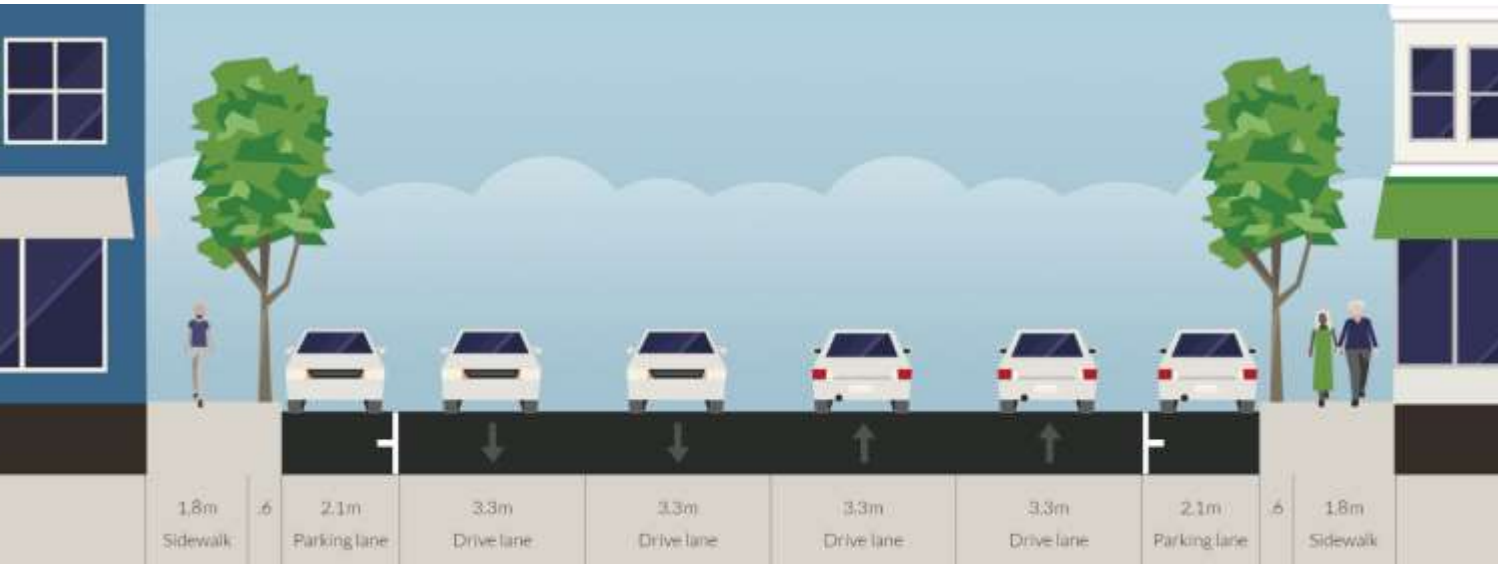 1.8m .6 2.1m 3.3m 3.3m 3.3m 3.3m 2.1m .6 1.8m
Sidewalk Parking lane Drive lane Drive lane Drive lane Drive lane Parking lane Sidewalk